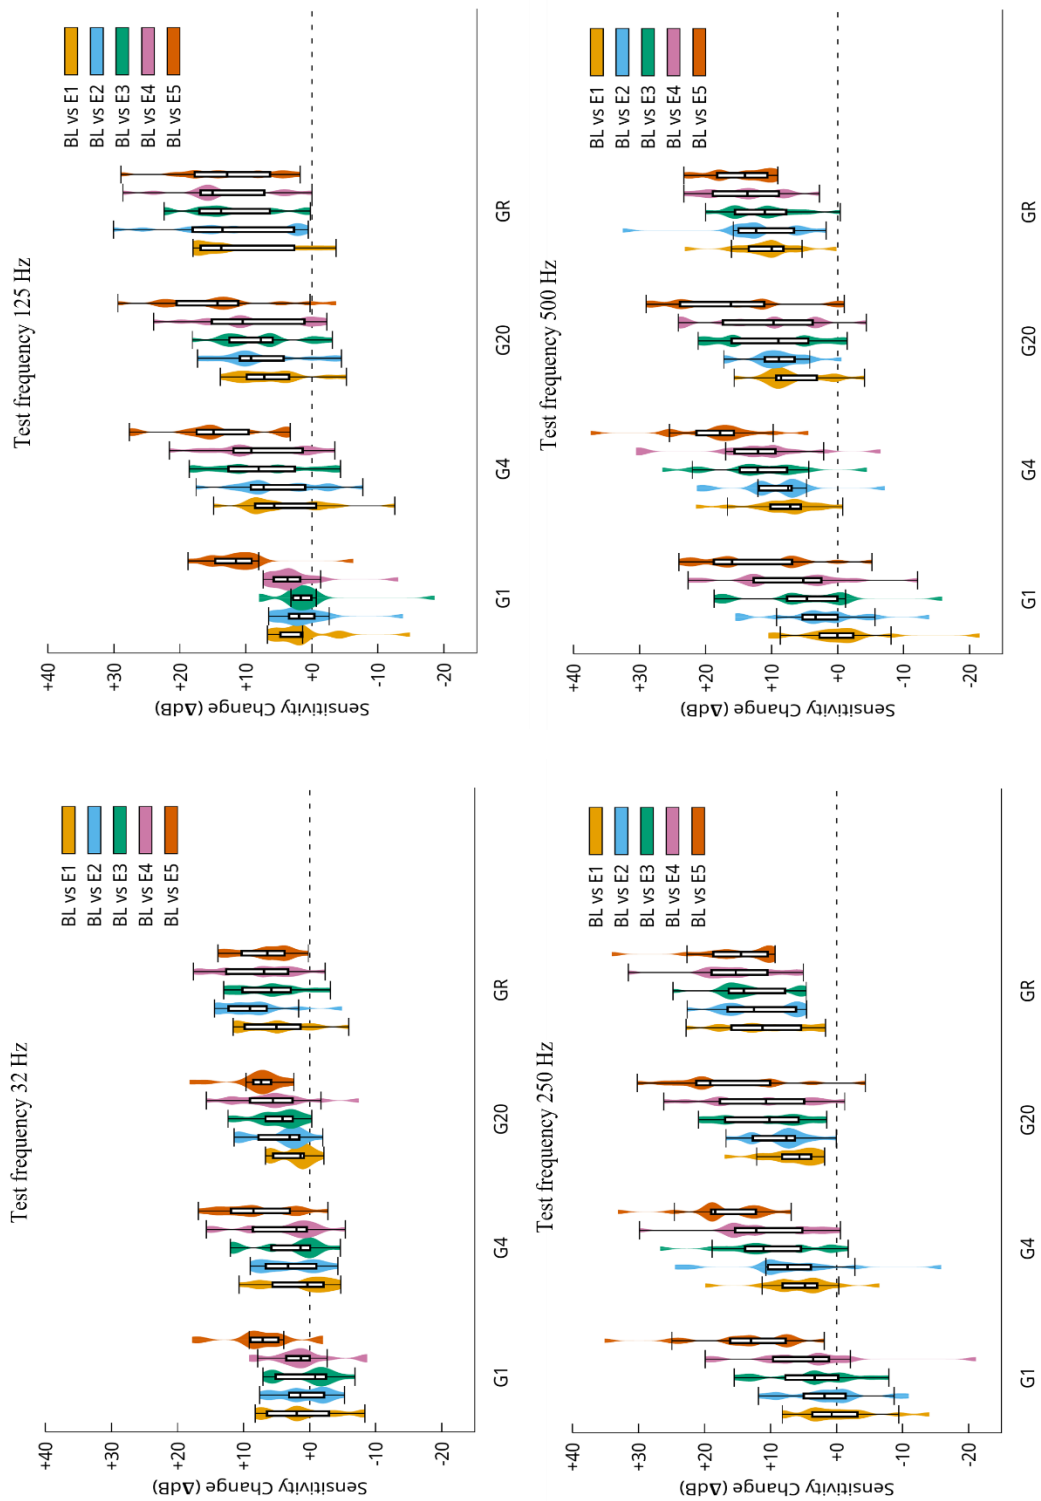 Test frequency 32 Hz
Sensitivity Change (ΔdB)
+40
+30
+20
+10
+0
-10
-20
G1
G4
G20
GR
BL vs E1
BL vs E2
BL vs E3
BL vs E4
BL vs E5
Test frequency 125 Hz
Sensitivity Change (ΔdB)
+40
+30
+20
+10
+0
-10
-20
G1
G4
G20
GR
BL vs E1
BL vs E2
BL vs E3
BL vs E4
BL vs E5
Test frequency 250 Hz
Sensitivity Change (ΔdB)
+40
+30
+20
+10
+0
-10
-20
G1
G4
G20
GR
BL vs E1
BL vs E2
BL vs E3
BL vs E4
BL vs E5
Test frequency 500 Hz
Sensitivity Change (ΔdB)
+40
+30
+20
+10
+0
-10
-20
G1
G4
G20
GR
BL vs E1
BL vs E2
BL vs E3
BL vs E4
BL vs E5